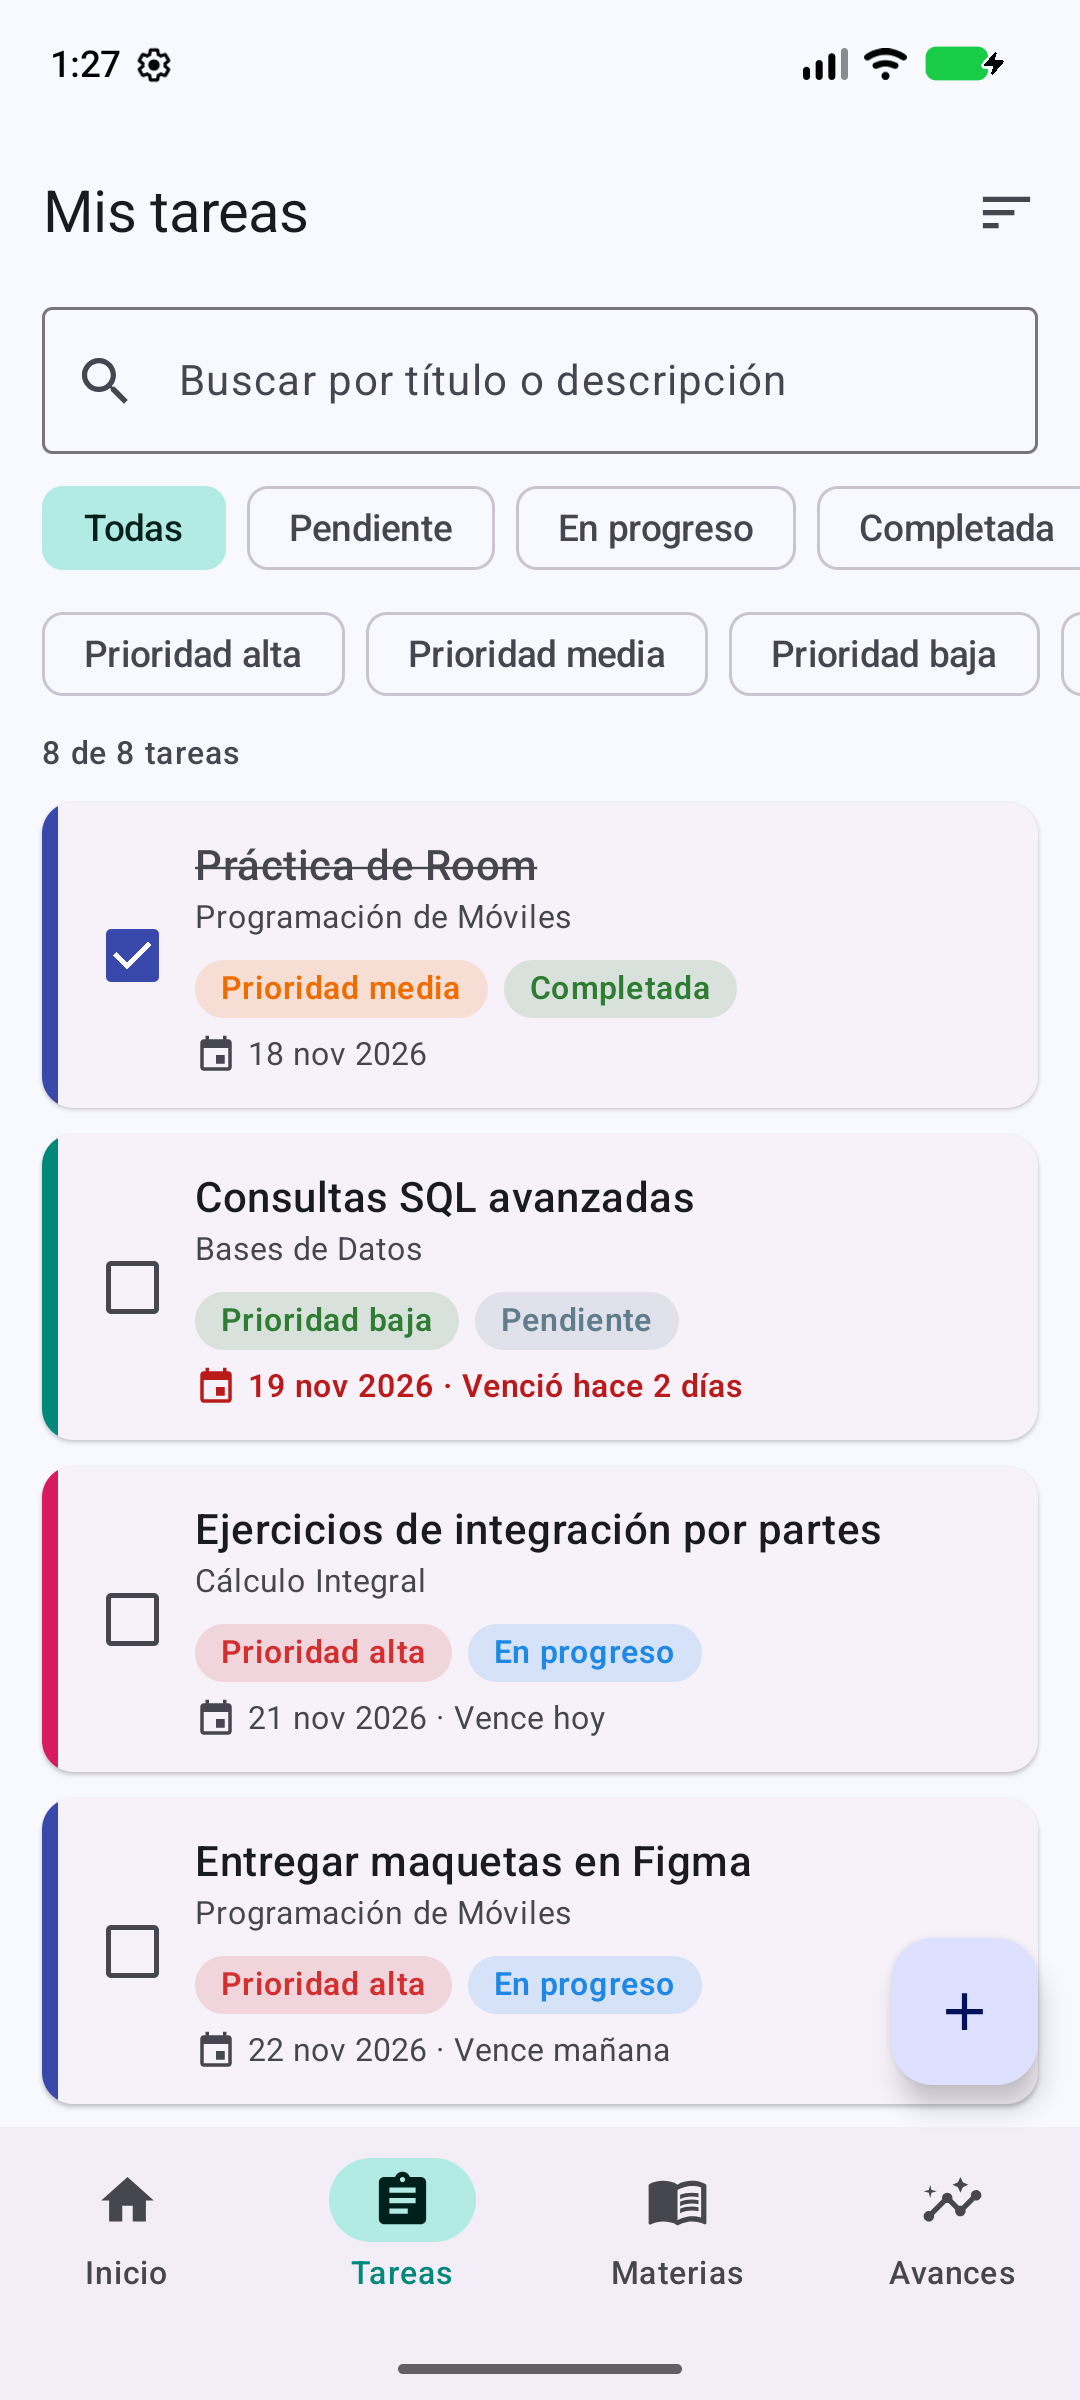 1:27
Mis tareas
Buscar por título o descripción
Todas
Pendiente
En progreso
Completada
Prioridad alta
Prioridad media
Prioridad baja
8 de 8 tareas
Práctica de Room
Programación de Móviles
Prioridad media
Completada
18 nov 2026
Consultas SQL avanzadas
Bases de Datos
Prioridad baja
Pendiente
19 nov 2026 · Venció hace 2 días
Ejercicios de integración por partes
Cálculo Integral
Prioridad alta
En progreso
21 nov 2026 · Vence hoy
Entregar maquetas en Figma
Programación de Móviles
Prioridad alta
En progreso
22 nov 2026 · Vence mañana
Inicio
Tareas
Materias
Avances